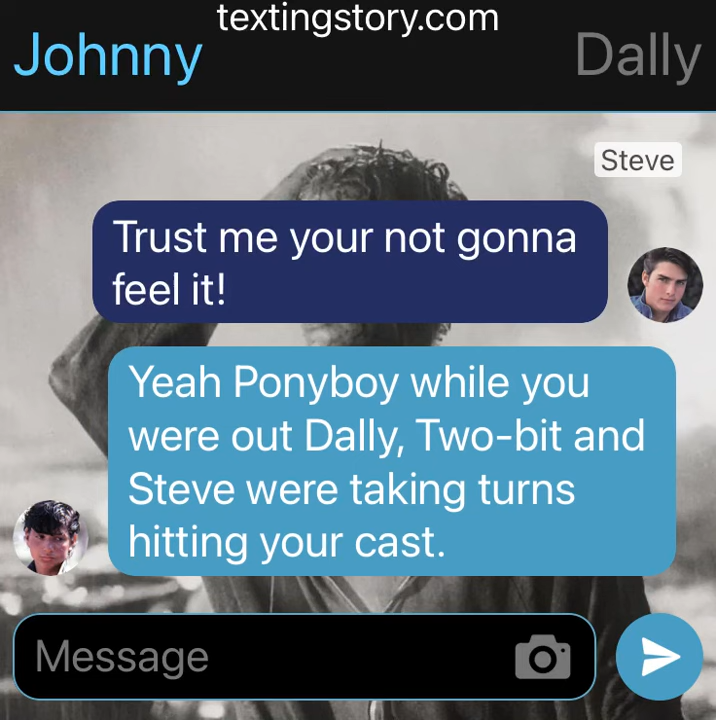 textingstory.com
Johnny Dally
Steve
Trust me your not gonna
feel it!
Yeah Ponyboy while you
were out Dally, Two-bit and
Steve were taking turns
hitting your cast.
Message